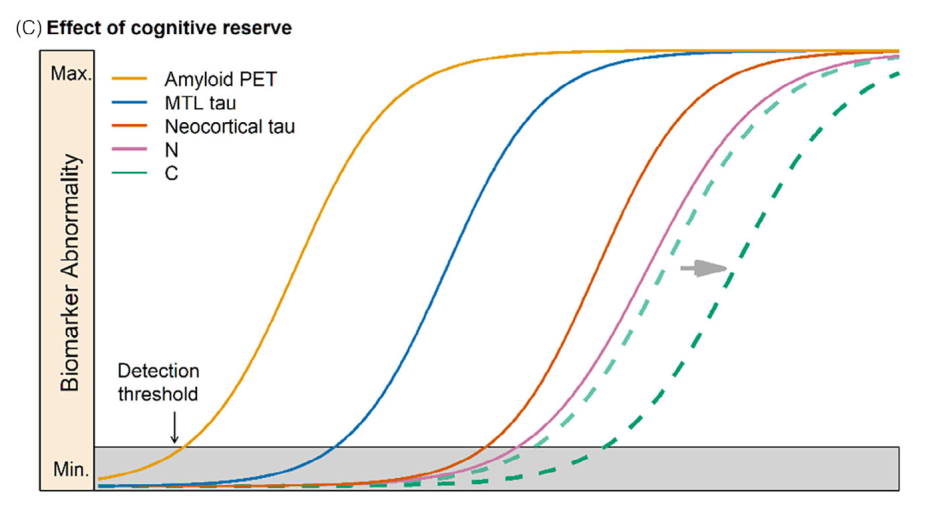 (C) Effect of cognitive reserve
Max.
Amyloid PET
MTL tau
Neocortical tau
N
C
Biomarker Abnormality
Detection
threshold
Min.